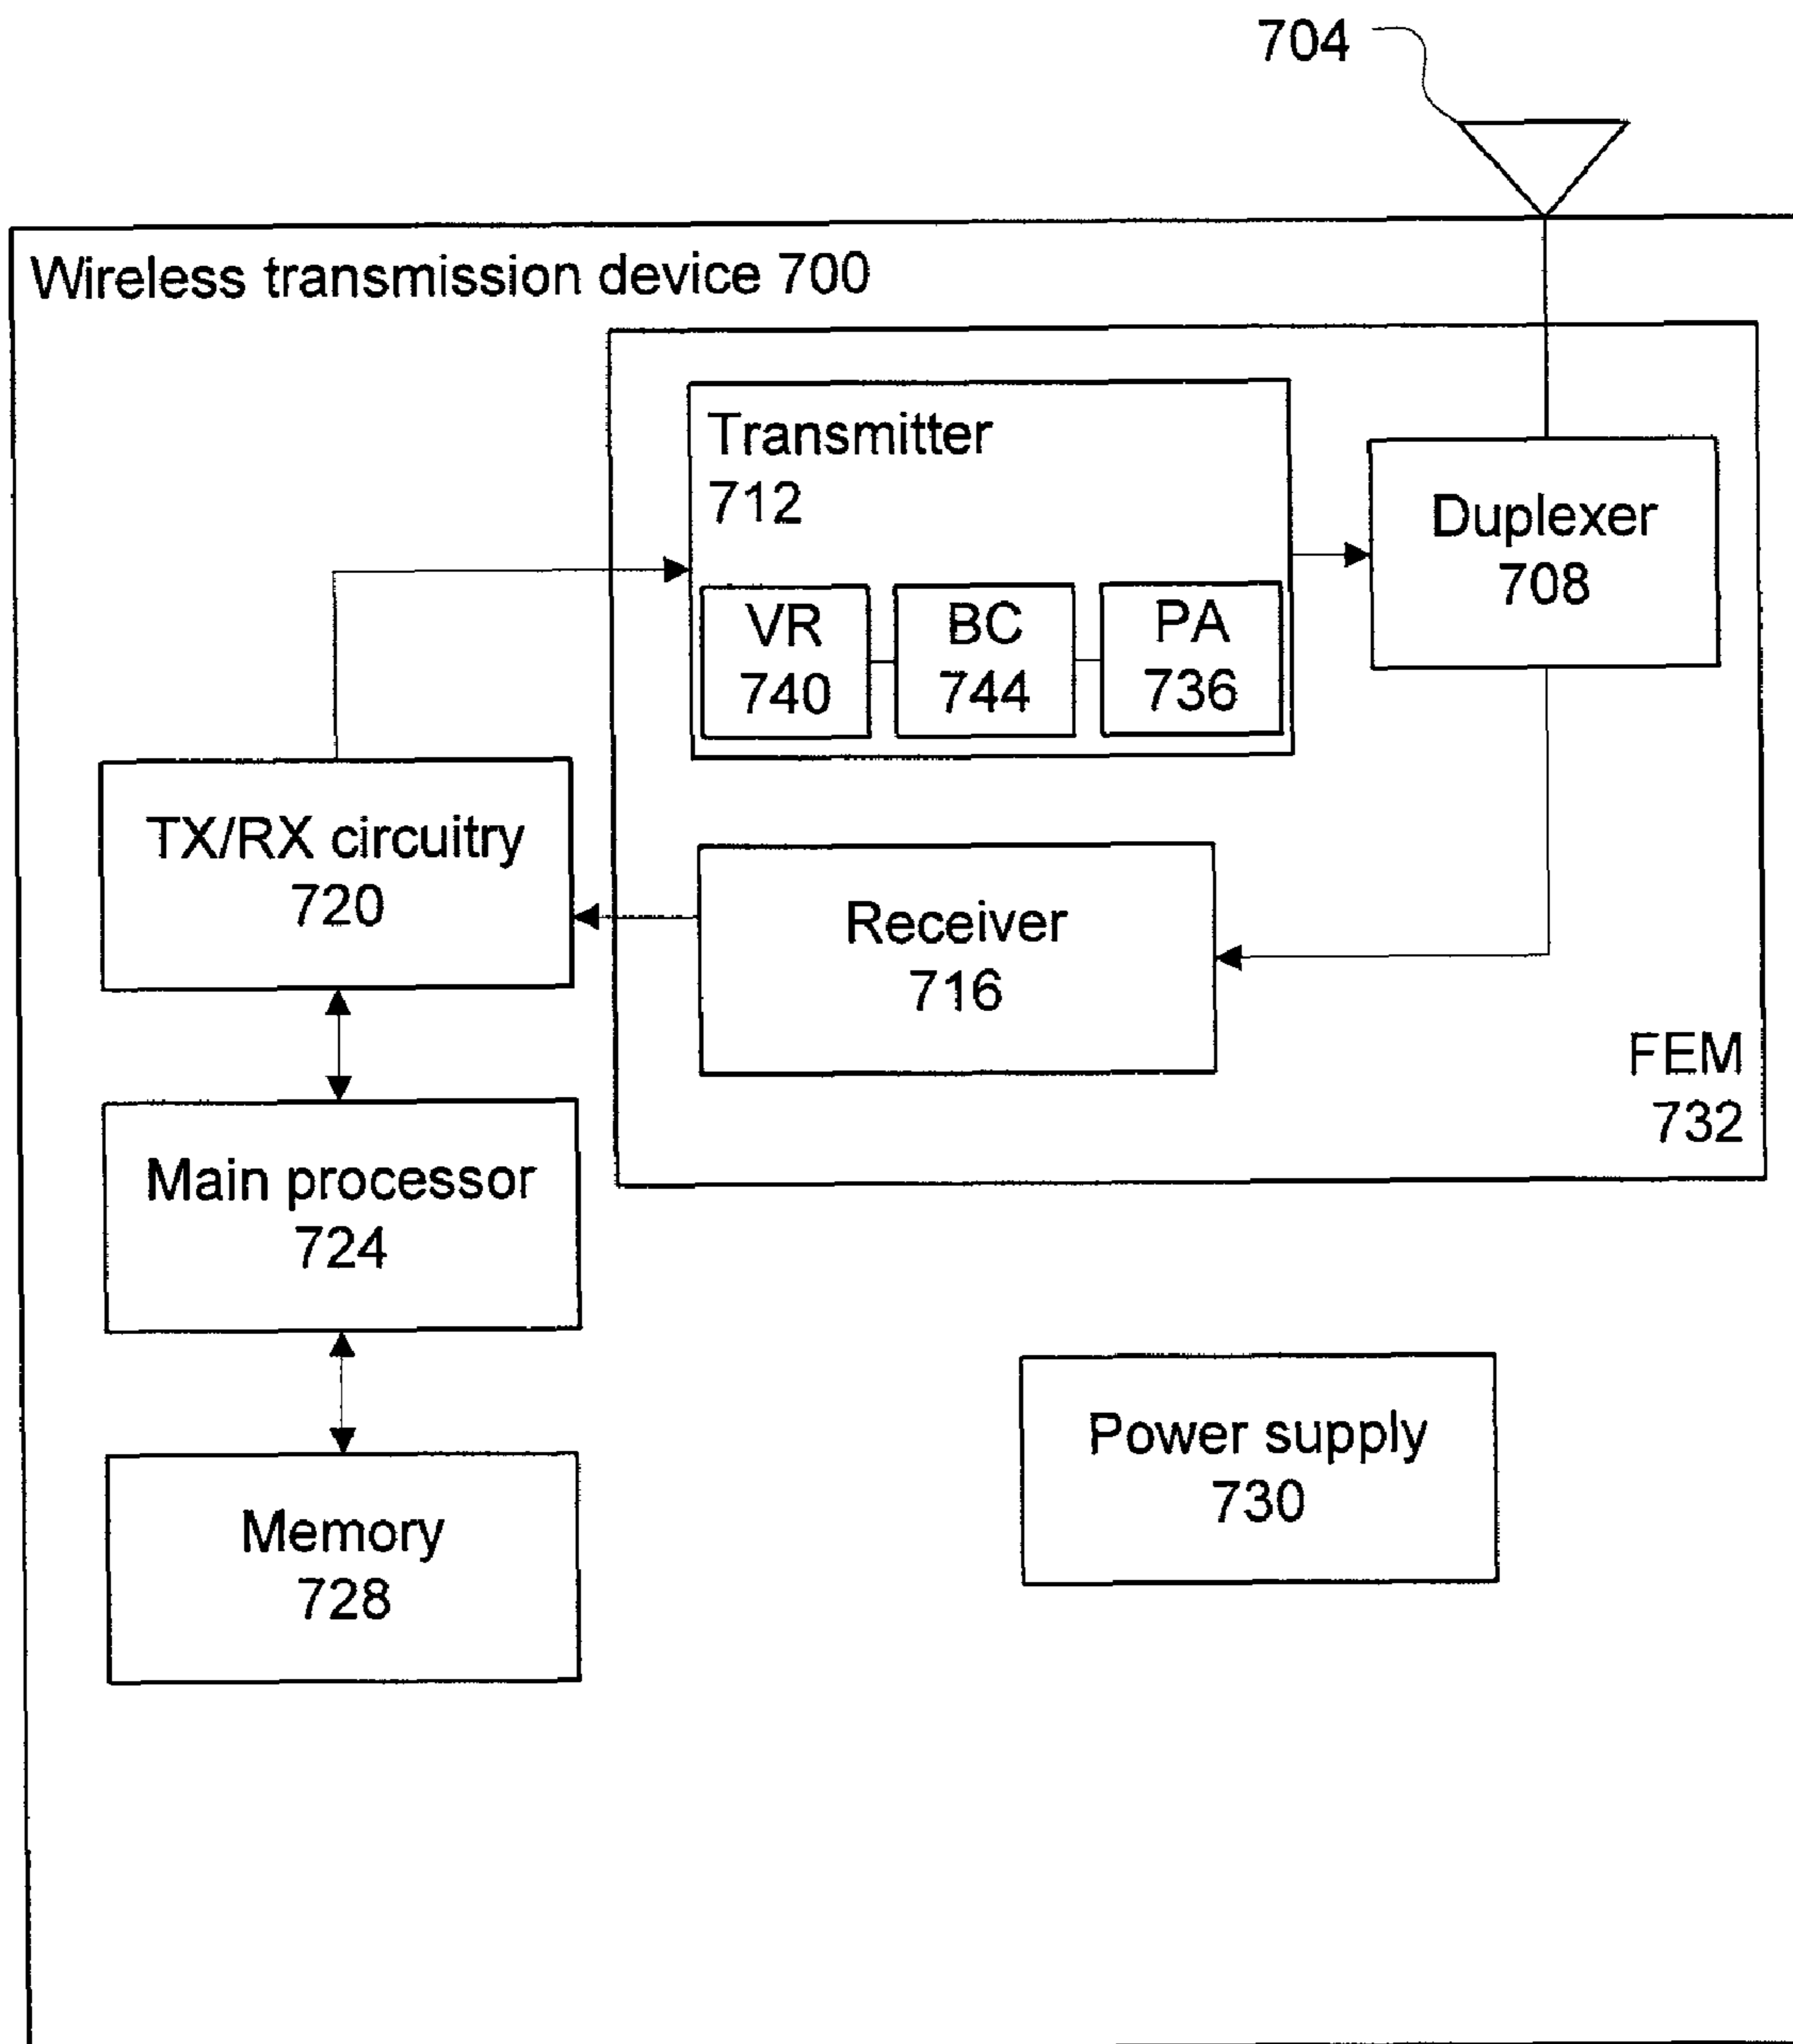 704
Wireless transmission device 700
Transmitter
712
VR
740
BC
744
PA
736
Duplexer
708
TX/RX circuitry
720
Receiver
716
FEM
732
Main processor
724
Power supply
730
Memory
728